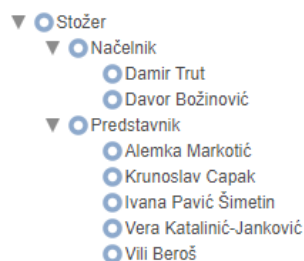 Stožer
Načelnik
Damir Trut
Davor Božinović
Predstavnik
Alemka Markotić
Krunoslav Capak
Ivana Pavić Šimetin
Vera Katalinić-Janković
Vili Beroš